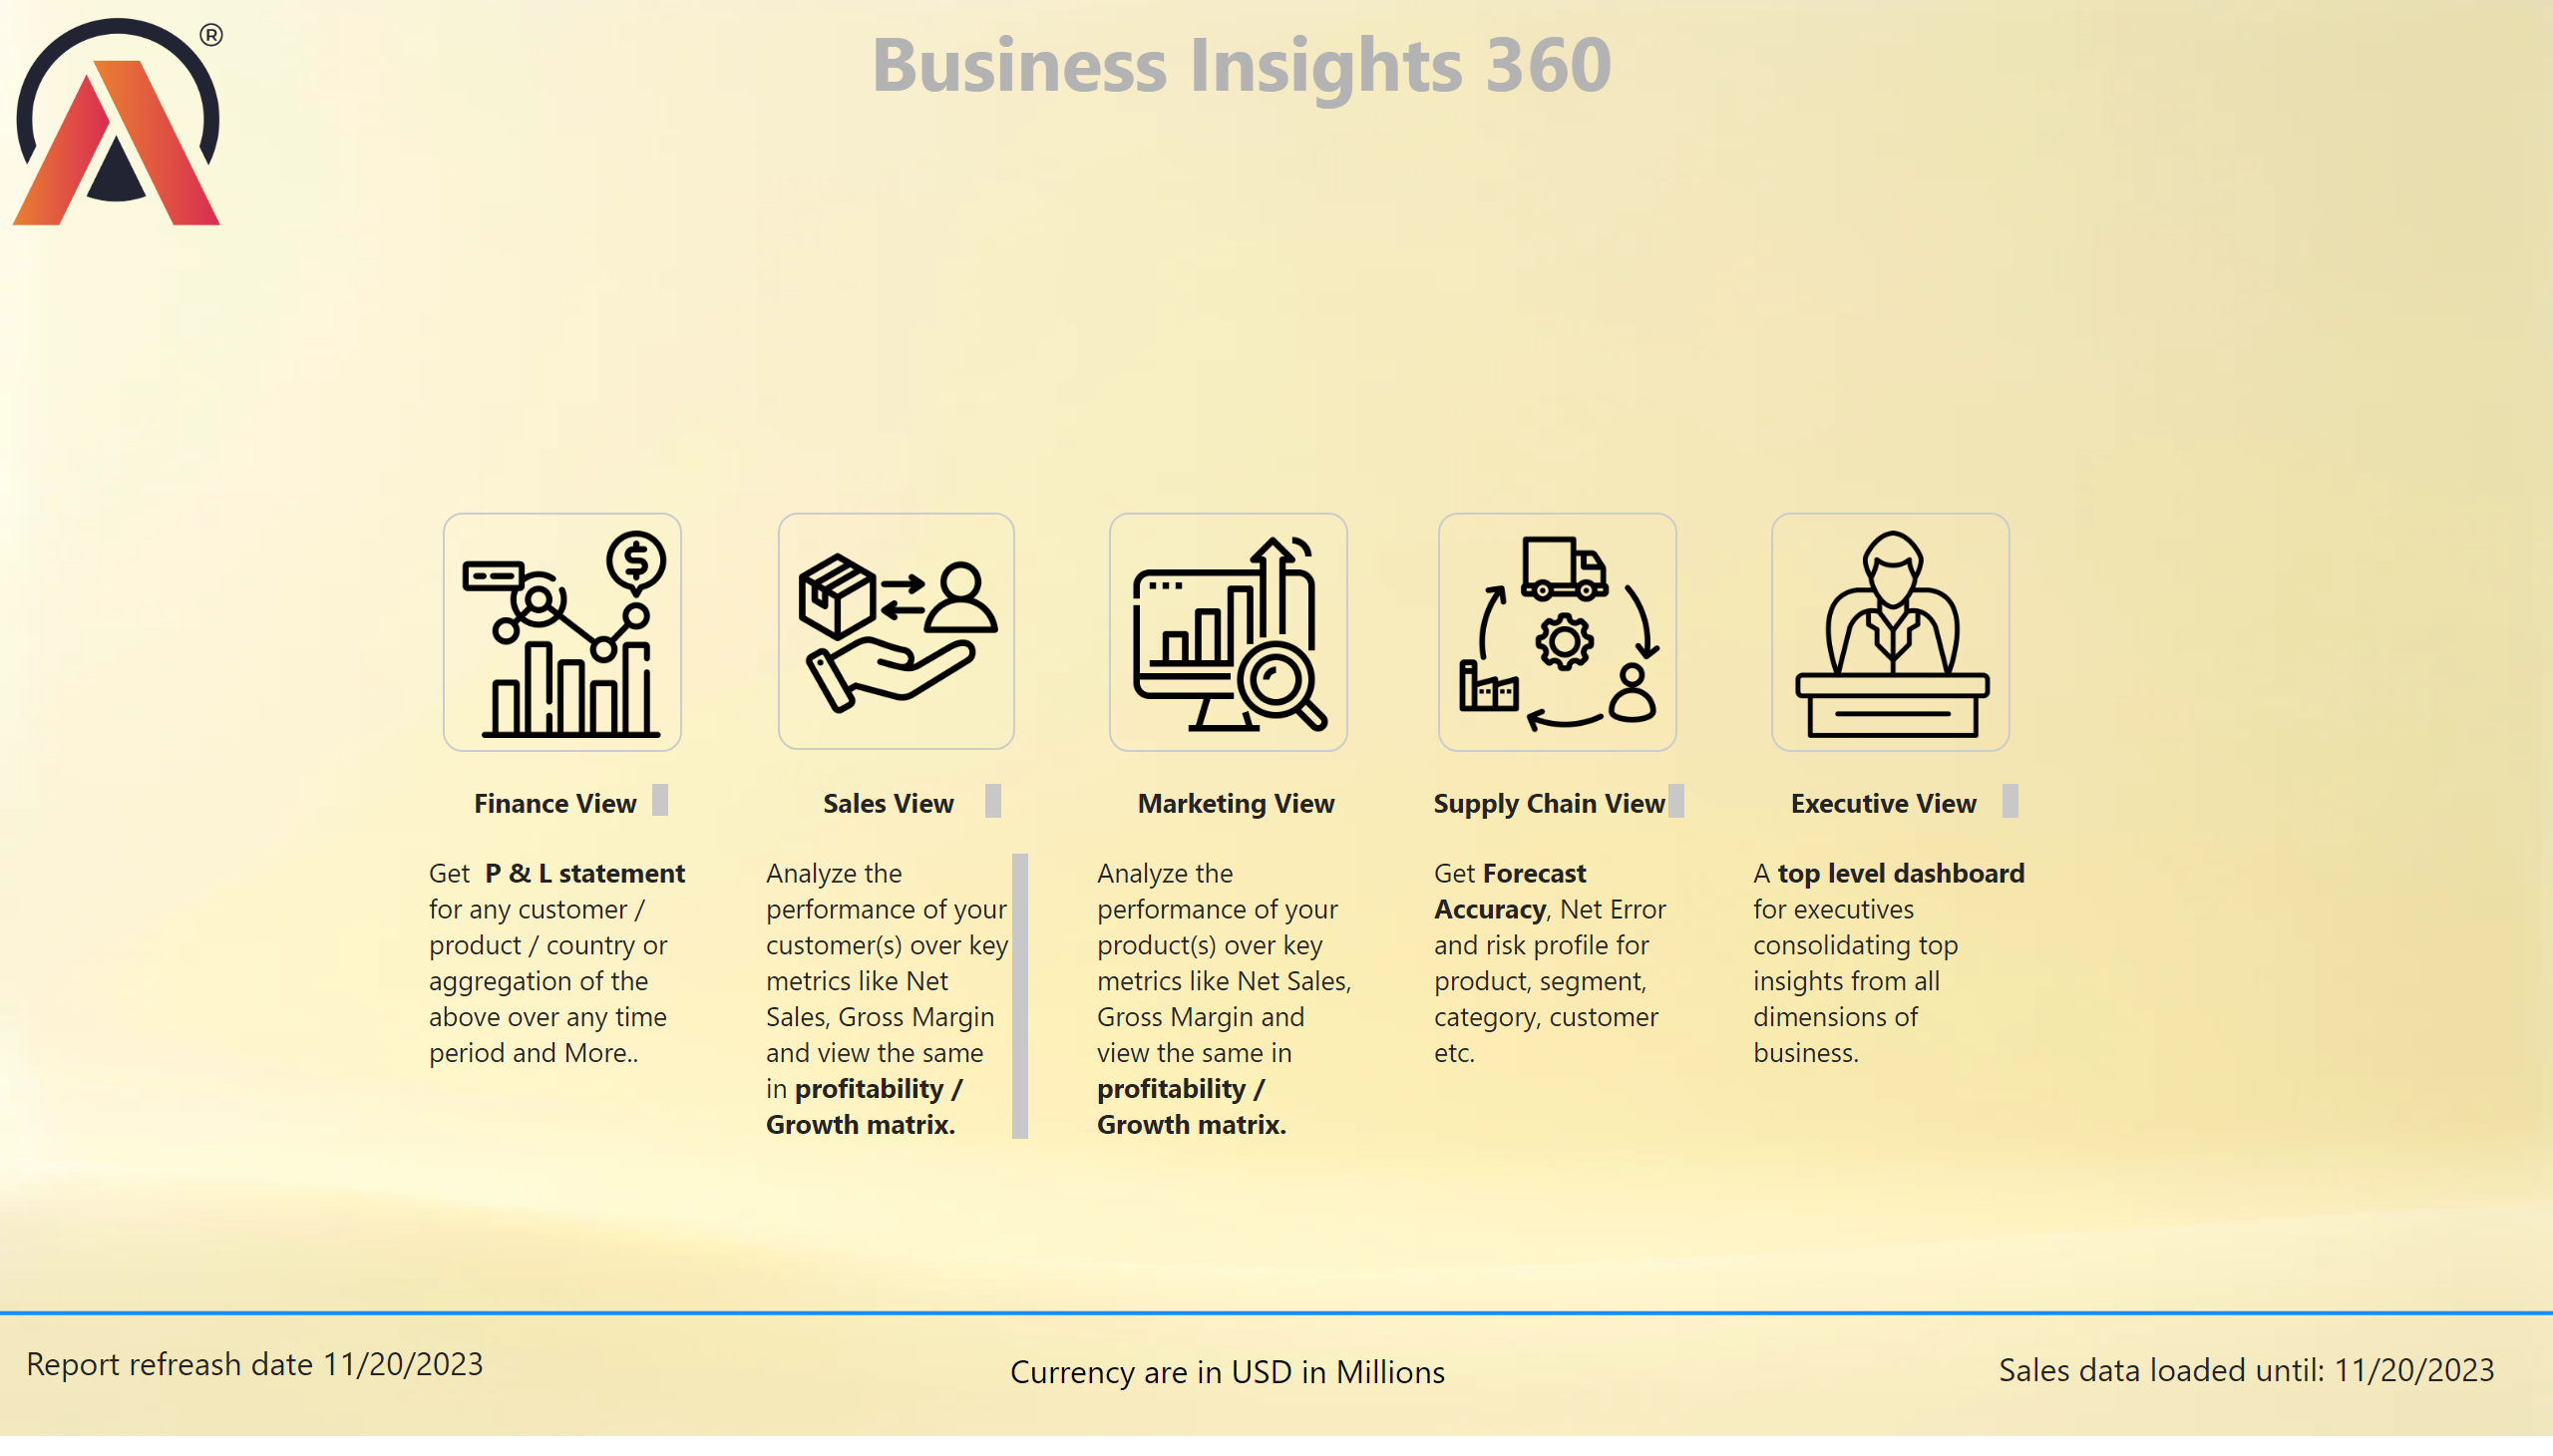 ®
Business Insights 360
Finance View
Get P & L statement
for any customer /
product / country or
aggregation of the
above over any time
period and More..
Sales View
Analyze the
performance of your
customer(s) over key
metrics like Net
Sales, Gross Margin
and view the same
in profitability /
Growth matrix.
Marketing View
Analyze the
performance of your
product(s) over key
metrics like Net Sales,
Gross Margin and
view the same in
profitability /
Growth matrix.
Supply Chain View
Get Forecast
Accuracy, Net Error
and risk profile for
product, segment,
category, customer
etc.
Executive View
A top level dashboard
for executives
consolidating top
insights from all
dimensions of
business.
Report refreash date 11/20/2023
Currency are in USD in Millions
Sales data loaded until: 11/20/2023